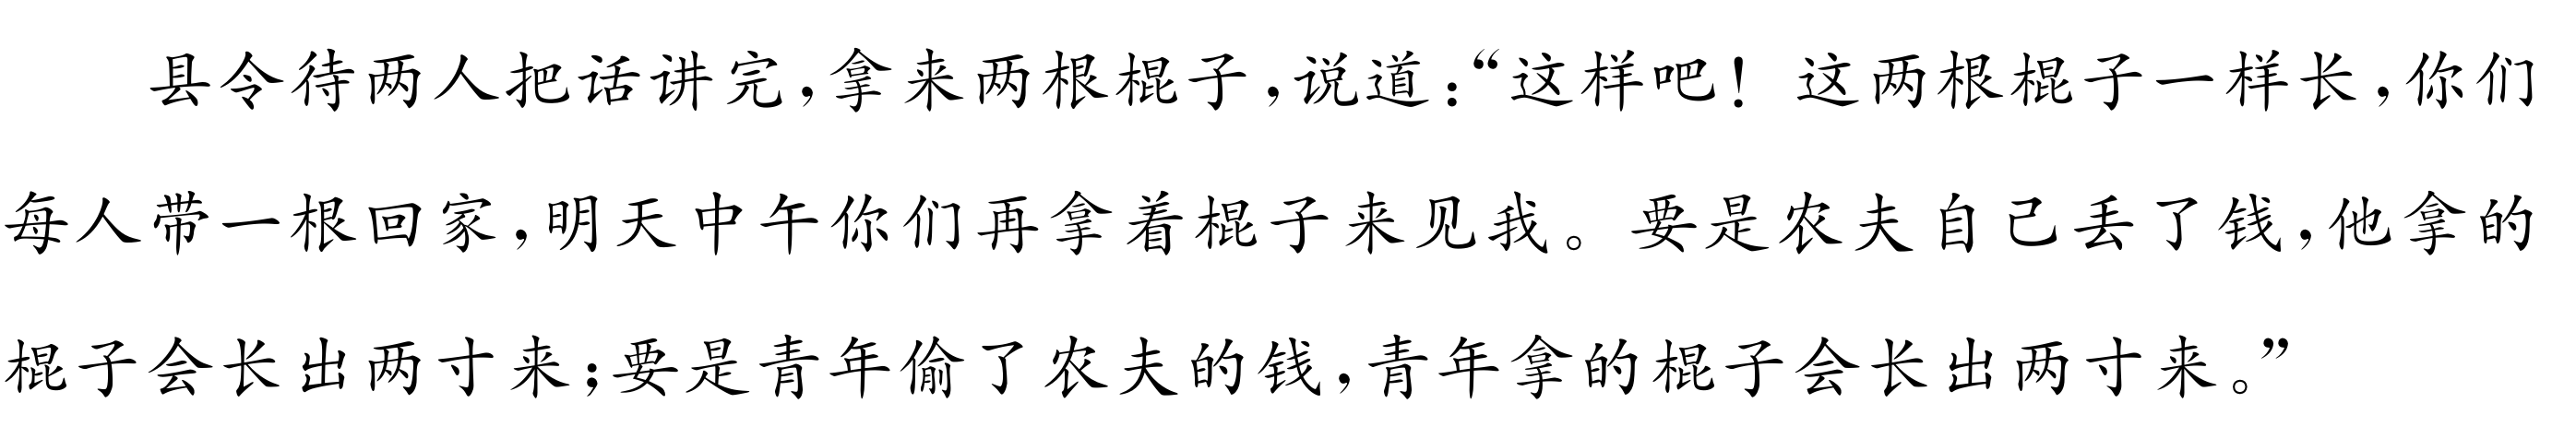 县令待两人把话讲完,拿来两根棍子,说道:“这样吧！这两根棍子一样长,你们
每人带一根回家,明天中午你们再拿着棍子来见我。要是农夫自己丢了钱,他拿的
棍子会长出两寸来;要是青年偷了农夫的钱,青年拿的棍子会长出两寸来。”